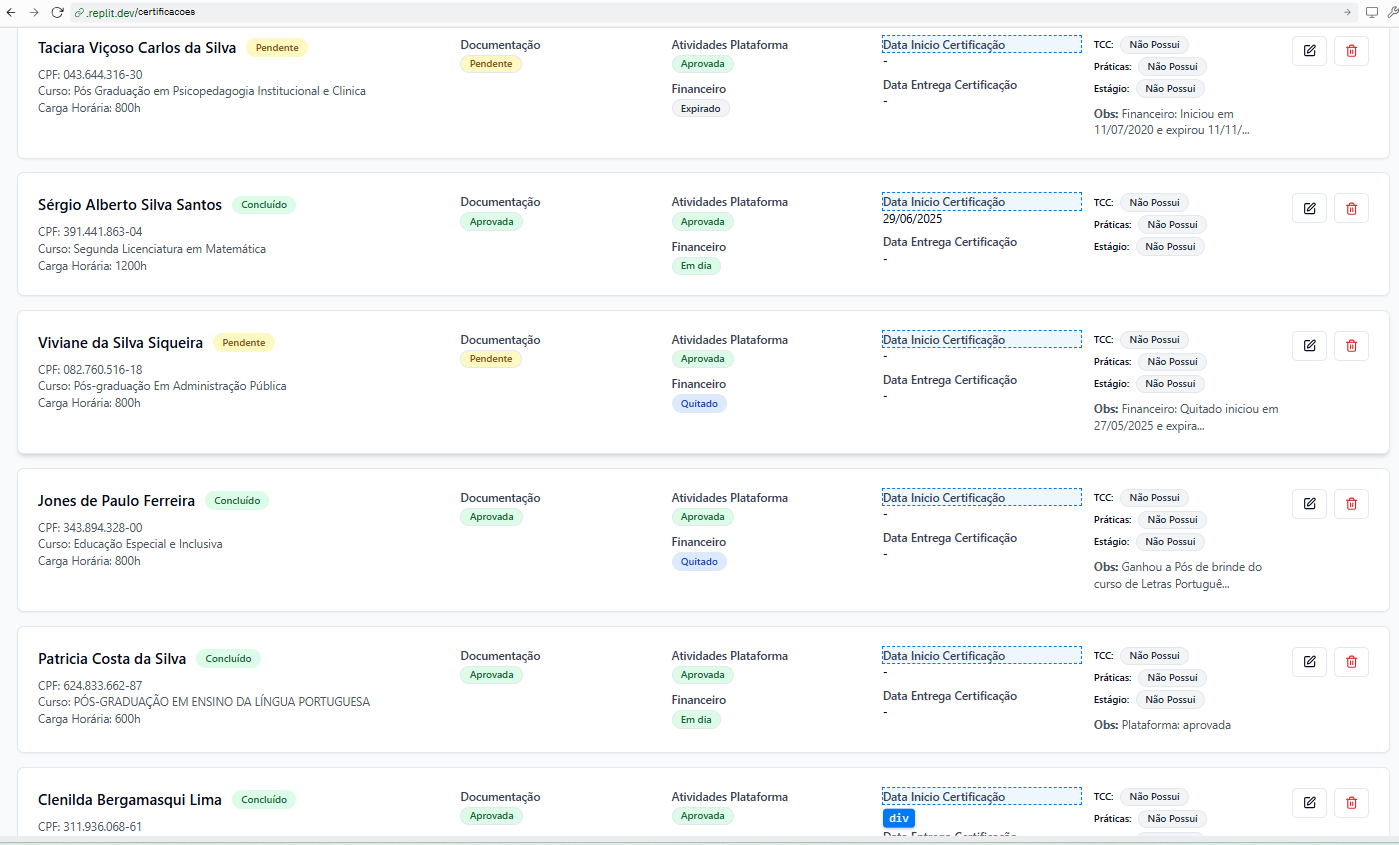 .replit.dev/certificacoes
Taciara Viçoso Carlos da Silva Pendente
CPF: 043.644.316-30
Curso: Pós Graduação em Psicopedagogia Institucional e Clinica
Carga Horária: 800h
Documentação
Pendente
Atividades Plataforma
Aprovada
Financeiro
Expirado
Data Inicio Certificação
-
Data Entrega Certificação
-
TCC: Não Possui
Práticas: Não Possui
Estágio: Não Possui
Obs: Financeiro: Iniciou em
11/07/2020 e expirou 11/11/...
Sérgio Alberto Silva Santos Concluído
CPF: 391.441.863-04
Curso: Segunda Licenciatura em Matemática
Carga Horária: 1200h
Documentação
Aprovada
Atividades Plataforma
Aprovada
Financeiro
Em dia
Data Inicio Certificação
29/06/2025
Data Entrega Certificação
-
TCC: Não Possui
Práticas: Não Possui
Estágio: Não Possui
Viviane da Silva Siqueira Pendente
CPF: 082.760.516-18
Curso: Pós-graduação Em Administração Pública
Carga Horária: 800h
Documentação
Pendente
Atividades Plataforma
Aprovada
Financeiro
Quitado
Data Inicio Certificação
-
Data Entrega Certificação
-
TCC: Não Possui
Práticas: Não Possui
Estágio: Não Possui
Obs: Financeiro: Quitado iniciou em
27/05/2025 e expira...
Jones de Paulo Ferreira Concluído
CPF: 343.894.328-00
Curso: Educação Especial e Inclusiva
Carga Horária: 800h
Documentação
Aprovada
Atividades Plataforma
Aprovada
Financeiro
Quitado
Data Inicio Certificação
-
Data Entrega Certificação
-
TCC: Não Possui
Práticas: Não Possui
Estágio: Não Possui
Obs: Ganhou a Pós de brinde do
curso de Letras Portuguê...
Patricia Costa da Silva Concluído
CPF: 624.833.662-87
Curso: PÓS-GRADUAÇÃO EM ENSINO DA LÍNGUA PORTUGUESA
Carga Horária: 600h
Documentação
Aprovada
Atividades Plataforma
Aprovada
Financeiro
Em dia
Data Inicio Certificação
-
Data Entrega Certificação
-
TCC: Não Possui
Práticas: Não Possui
Estágio: Não Possui
Obs: Plataforma: aprovada
Clenilda Bergamasqui Lima Concluído
CPF: 311.936.068-61
Documentação
Aprovada
Atividades Plataforma
Aprovada
Data Inicio Certificação
div
Data Entrega Certificação
TCC: Não Possui
Práticas: Não Possui